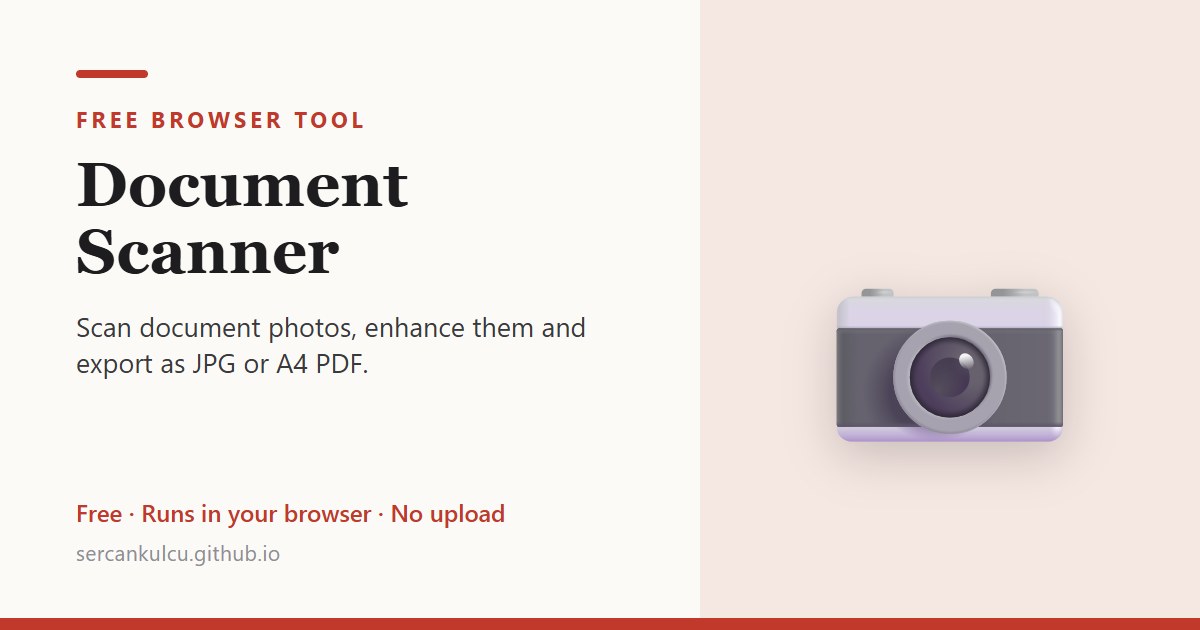 FREE BROWSER TOOL
Document
Scanner
Scan document photos, enhance them and
export as JPG or A4 PDF.
Free · Runs in your browser · No upload
sercankulcu.github.io